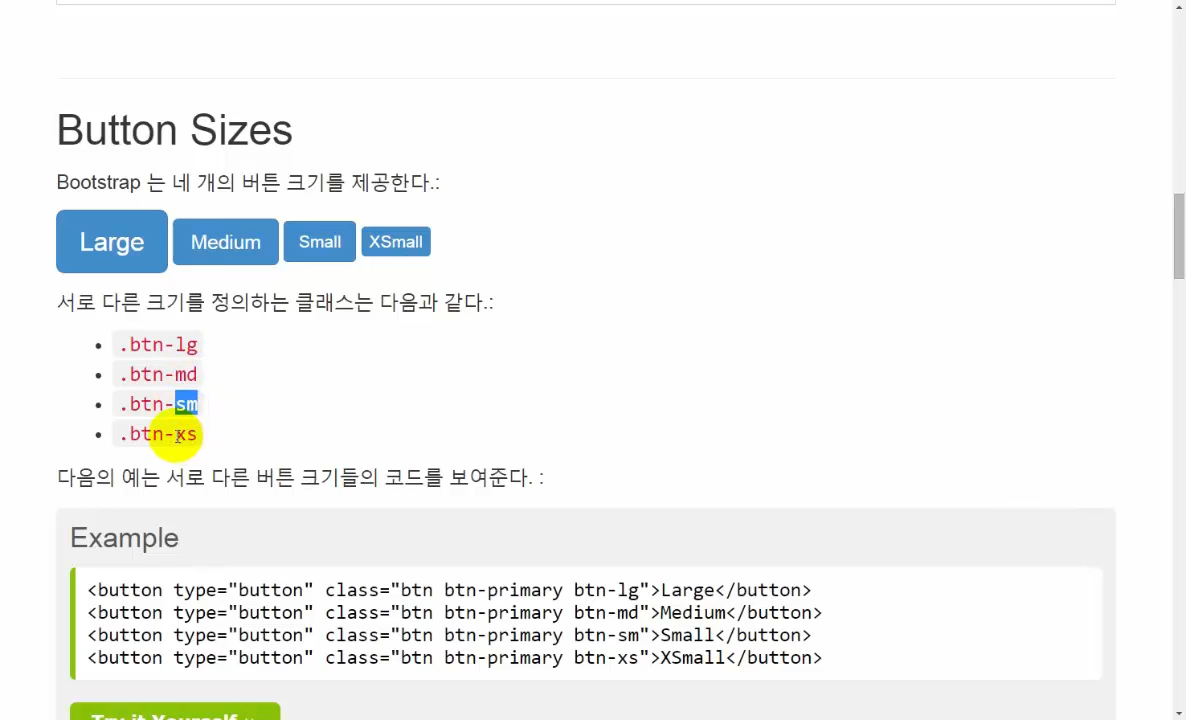 Button Sizes
Bootstrap 는 네 개의 버튼 크기를 제공한다.:
Large Medium Small XSmall
서로 다른 크기를 정의하는 클래스는 다음과 같다.:
.btn-lg
.btn-md
.btn-sm
.btn-xs
다음의 예는 서로 다른 버튼 크기들의 코드를 보여준다. :
Example
<button type="button" class="btn btn-primary btn-lg">Large</button>
<button type="button" class="btn btn-primary btn-md">Medium</button>
<button type="button" class="btn btn-primary btn-sm">Small</button>
<button type="button" class="btn btn-primary btn-xs">XSmall</button>
Try it Yourself »